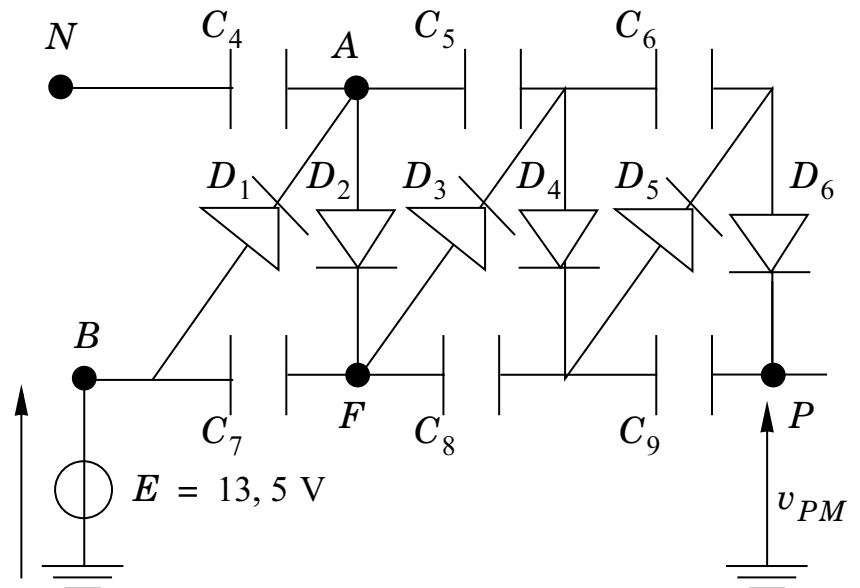 N C4 A C5 C6
D1 D2 D3 D4 D5 D6
B F P
C7 C8 C9
E = 13, 5 V
vPM